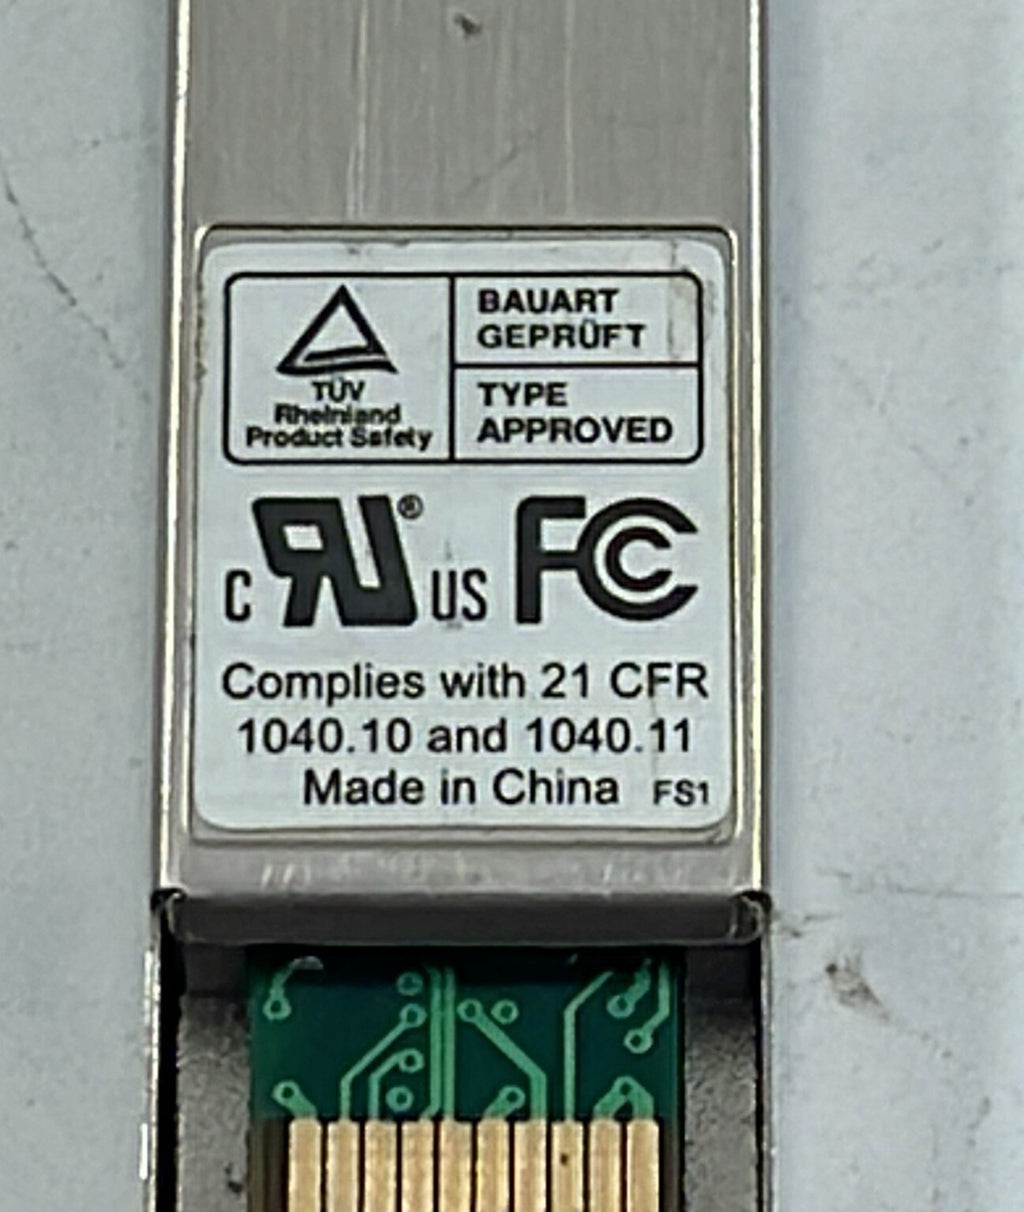 BAUART
GEPRÜFT
TÜV
Rheinland
Product Safety
TYPE
APPROVED
C RU® US FC
Complies with 21 CFR
1040.10 and 1040.11
Made in China FS1